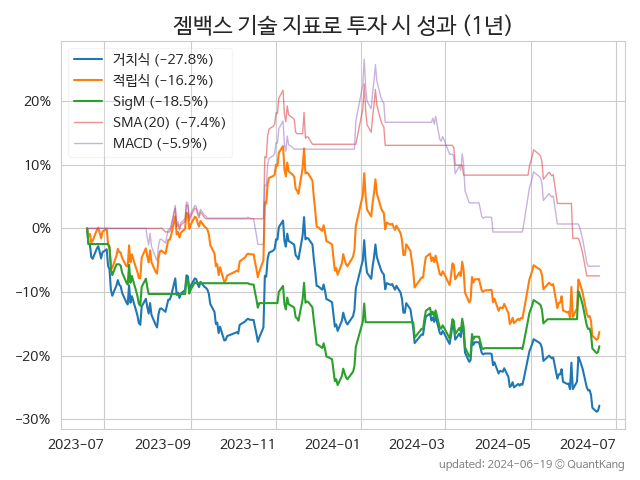 젬백스 기술 지표로 투자 시 성과 (1년)
거치식 (−27.8%)
적립식 (−16.2%)
SigM (−18.5%)
SMA(20) (−7.4%)
MACD (−5.9%)
20%
10%
0%
−10%
−20%
−30%
2023-07 2023-09 2023-11 2024-01 2024-03 2024-05 2024-07
updated: 2024-06-19 ⓒ QuantKang